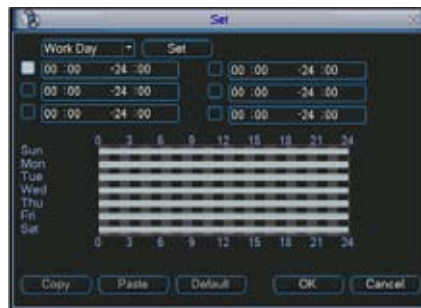 Set
Work Day Set
00 :00 -24 :00 00 :00 -24 :00
00 :00 -24 :00 00 :00 -24 :00
00 :00 -24 :00 00 :00 -24 :00
0 3 6 9 12 15 18 21 24
Sun
Mon
Tue
Wed
Thu
Fri
Sat
0 3 6 9 12 15 18 21 24
Copy Paste Default OK Cancel